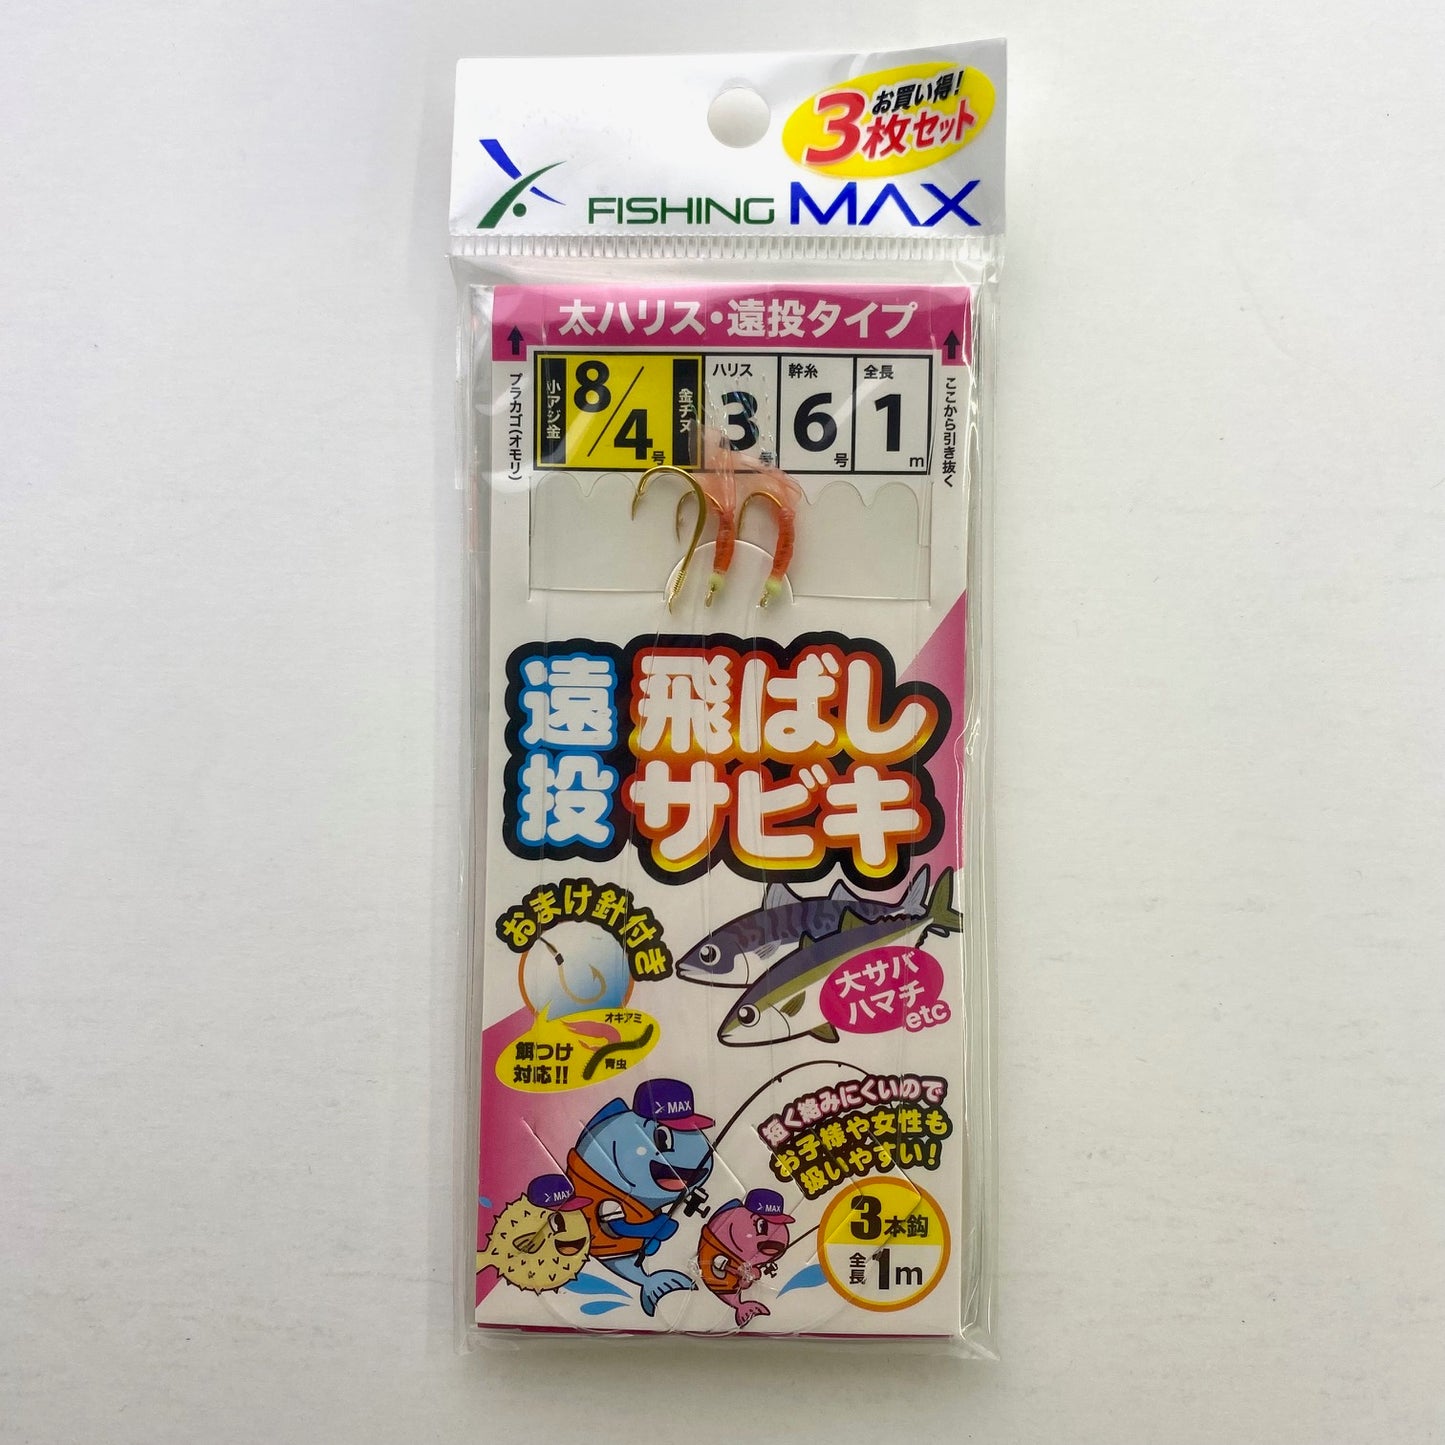 お買い得!
3枚セット
FISHING MAX
太ハリス・遠投タイプ
プラカゴ(オモリ)
小アジ金
8/4号
金チヌ
ハリス
3号
幹糸
6号
全長
1m
ここから引き抜く
遠投
飛ばし
サビキ
おまけ針付き
オキアミ
青虫
餌つけ
対応!!
大サバ
ハマチ
etc
短く絡みにくいので
お子様や女性も
扱いやすい!
MAX
MAX
MAX
3本鈎
全長1m